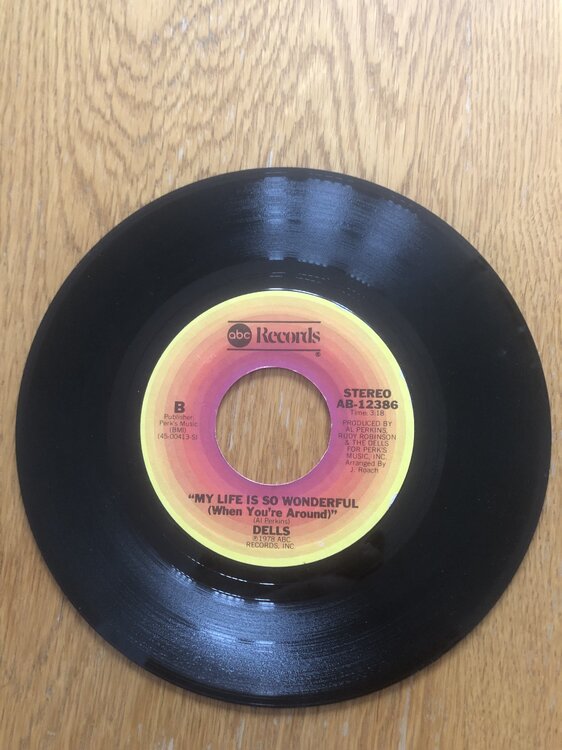 abc Records
®
B
Publisher:
Perk's Music
(BMI)
(45-00413-S)
STEREO
AB-12386
Time 3:18
PRODUCED BY
AL PERKINS,
RUDY ROBINSON
& THE DELLS
FOR PERK'S
MUSIC, INC.
Arranged By
J. Roach
"MY LIFE IS SO WONDERFUL
(When You're Around)"
(Al Perkins)
DELLS
℗1978 ABC
RECORDS, INC.